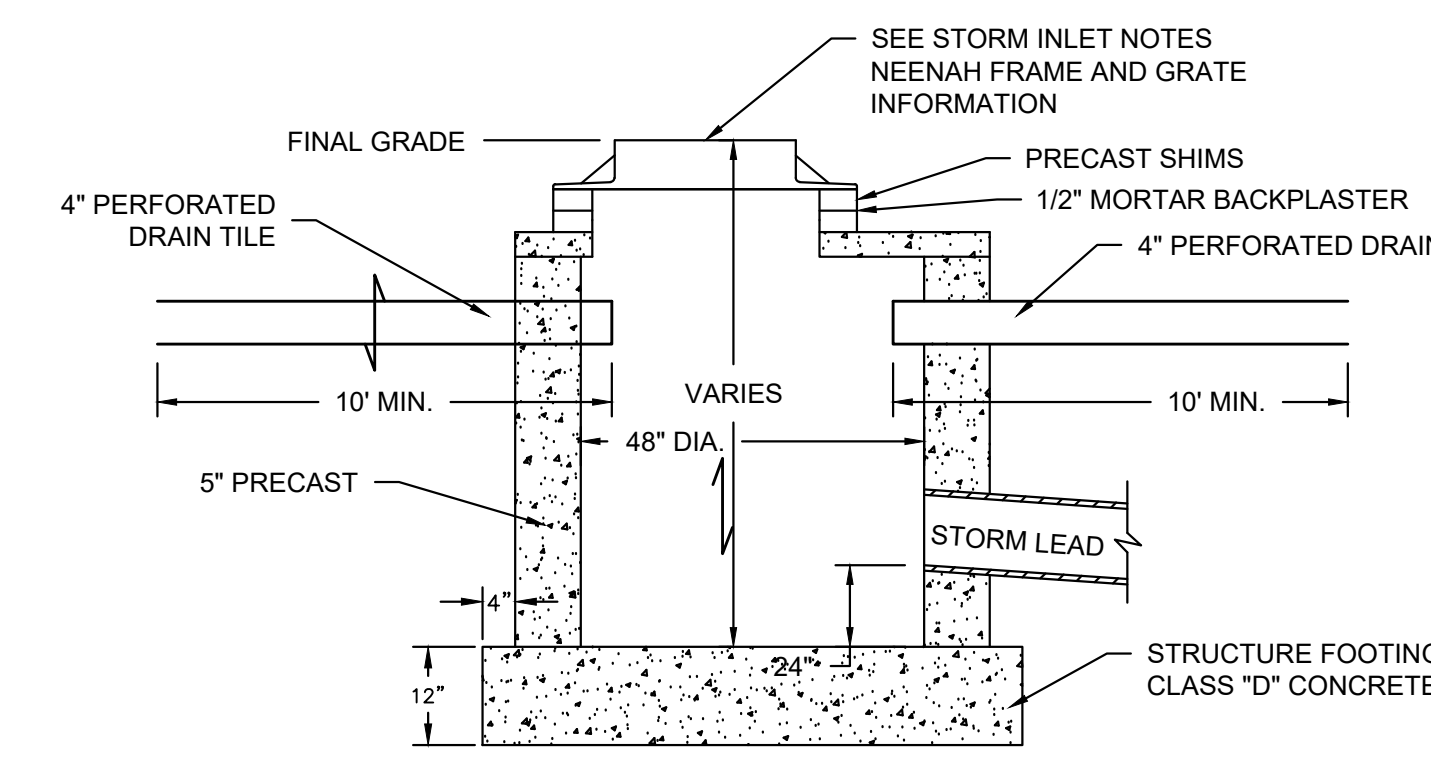 SEE STORM INLET NOTES
NEENAH FRAME AND GRATE
INFORMATION
FINAL GRADE
PRECAST SHIMS
4" PERFORATED
DRAIN TILE
1/2" MORTAR BACKPLASTER
4" PERFORATED DRAIN
10' MIN.
VARIES
10' MIN.
48" DIA.
5" PRECAST
STORM LEAD
4”
24"
12”
STRUCTURE FOOTING
CLASS "D" CONCRETE